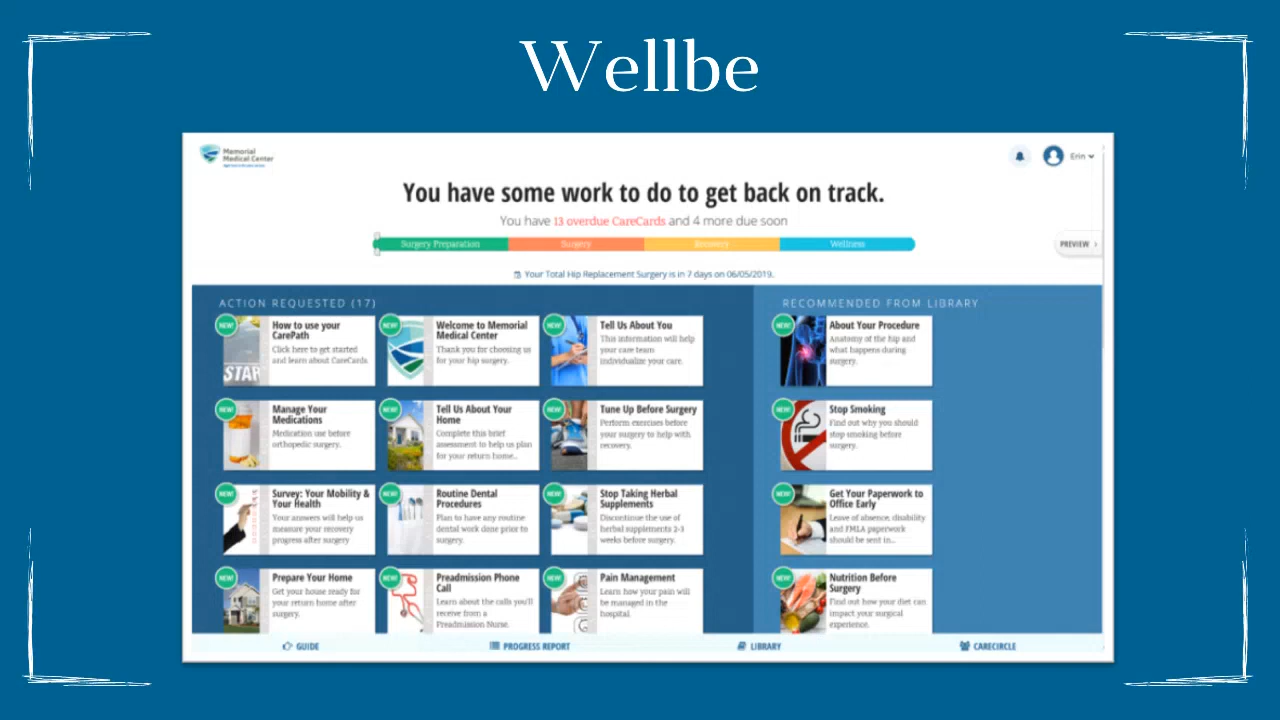 Wellbe
Memorial
Medical Center
Erin
You have some work to do to get back on track.
You have 13 overdue CareCards and 4 more due soon
Surgery Preparation
Surgery
Recovery
Wellness
PREVIEW
Your Total Hip Replacement Surgery is in 7 days on 06/05/2019.
ACTION REQUESTED (17)
RECOMMENDED FROM LIBRARY
NEW!
How to use your
CarePath
Click here to get started
and learn about CareCards
STAR
NEW!
Welcome to Memorial
Medical Center
Thank you for choosing us
for your hip surgery.
NEW!
Tell Us About You
This information will help
your care team
individualize your care.
NEW!
About Your Procedure
Anatomy of the hip and
what happens during
surgery.
NEW!
Manage Your
Medications
Medication use before
orthopedic surgery.
NEW!
Tell Us About Your
Home
Complete this brief
assessment to help us plan
for your return home...
NEW!
Tune Up Before Surgery
Perform exercises before
your surgery to help with
recovery.
NEW!
Stop Smoking
Find out why you should
stop smoking before
surgery.
NEW!
Survey: Your Mobility &
Your Health
Your answers will help us
measure your recovery
progress after surgery
NEW!
Routine Dental
Procedures
Plan to have any routine
dental work done prior to
surgery.
NEW!
Stop Taking Herbal
Supplements
Discontinue the use of
herbal supplements 2-3
weeks before surgery.
NEW!
Get Your Paperwork to
Office Early
Leave of absence, disability
and FMLA paperwork
should be sent in...
NEW!
Prepare Your Home
Get your house ready for
your return home after
surgery.
NEW!
Preadmission Phone
Call
Learn about the calls you'll
receive from a
Preadmission Nurse.
NEW!
Pain Management
Learn how your pain will
be managed in the
hospital.
NEW!
Nutrition Before
Surgery
Find out how your diet can
impact your surgical
experience.
GUIDE
PROGRESS REPORT
LIBRARY
CARECIRCLE